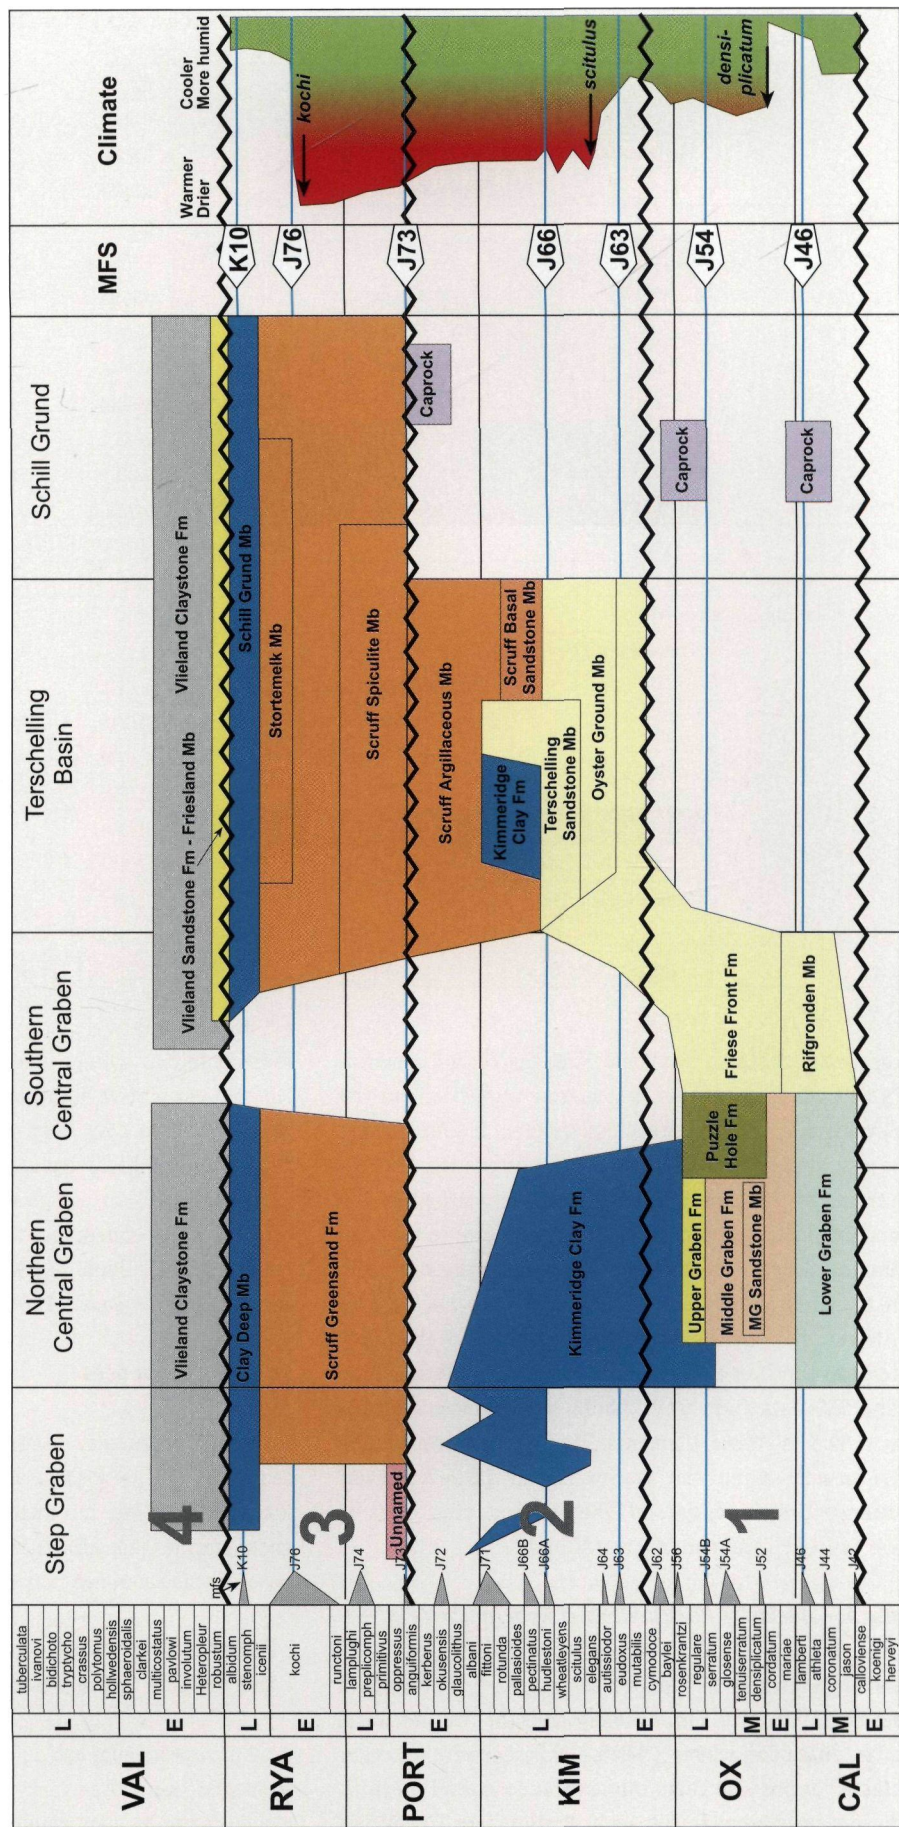 Step Graben
Northern
Central Graben
Southern
Central Graben
Terschelling
Basin
Schill Grund
MFS
Climate
Warmer
Drier
Cooler
More humid
VAL
L
E
RYA
L
E
PORT
L
E
KIM
L
E
OX
L
M
E
CAL
L
M
E
tuberculata
ivanovi
bidichoto
tryptycho
crassus
polytomus
hollwedensis
sphaeroidalis
clarkei
multicostatus
pavlowi
involutum
Heteropleur
robustum
albidum
stenomph
icenii
kochi
runctoni
lamplughi
preplicomph
primitivus
oppressus
anguiformis
kerberus
okusensis
glaucolithus
albani
fittoni
rotunda
palasioides
pectinatus
hudlestonii
wheatleyens
scitulus
elegans
autissiodor
eudoxus
mutabilis
cymodoce
baylei
rosenkrantzi
regulare
serratum
glosense
tenuiserratum
densiplicatum
cordatum
mariae
lamberti
athleta
coronatum
jason
calloviense
koenigi
herveyi
mfs
K10
J76
J74
J73
J72
J71
J66B
J66A
J64
J63
J62
J56
J54B
J54A
J52
J46
J44
J42
4
3
2
1
Vlieland Claystone Fm
Clay Deep Mb
Scruff Greensand Fm
Unnamed
Kimmeridge Clay Fm
Upper Graben Fm
Middle Graben Fm
MG Sandstone Mb
Lower Graben Fm
Puzzle
Hole Fm
Friese Front Fm
Rifgronden Mb
Vlieland Sandstone Fm - Friesland Mb
Vlieland Claystone Fm
Schill Grund Mb
Stortemelk Mb
Scruff Spiculite Mb
Scruff Argillaceous Mb
Kimmeridge
Clay Fm
Scruff Basal
Sandstone Mb
Terschelling
Sandstone Mb
Oyster Ground Mb
Caprock
Caprock
Caprock
K10
J76
J73
J66
J63
J54
J46
kochi
scitulus
densi-
plicatum